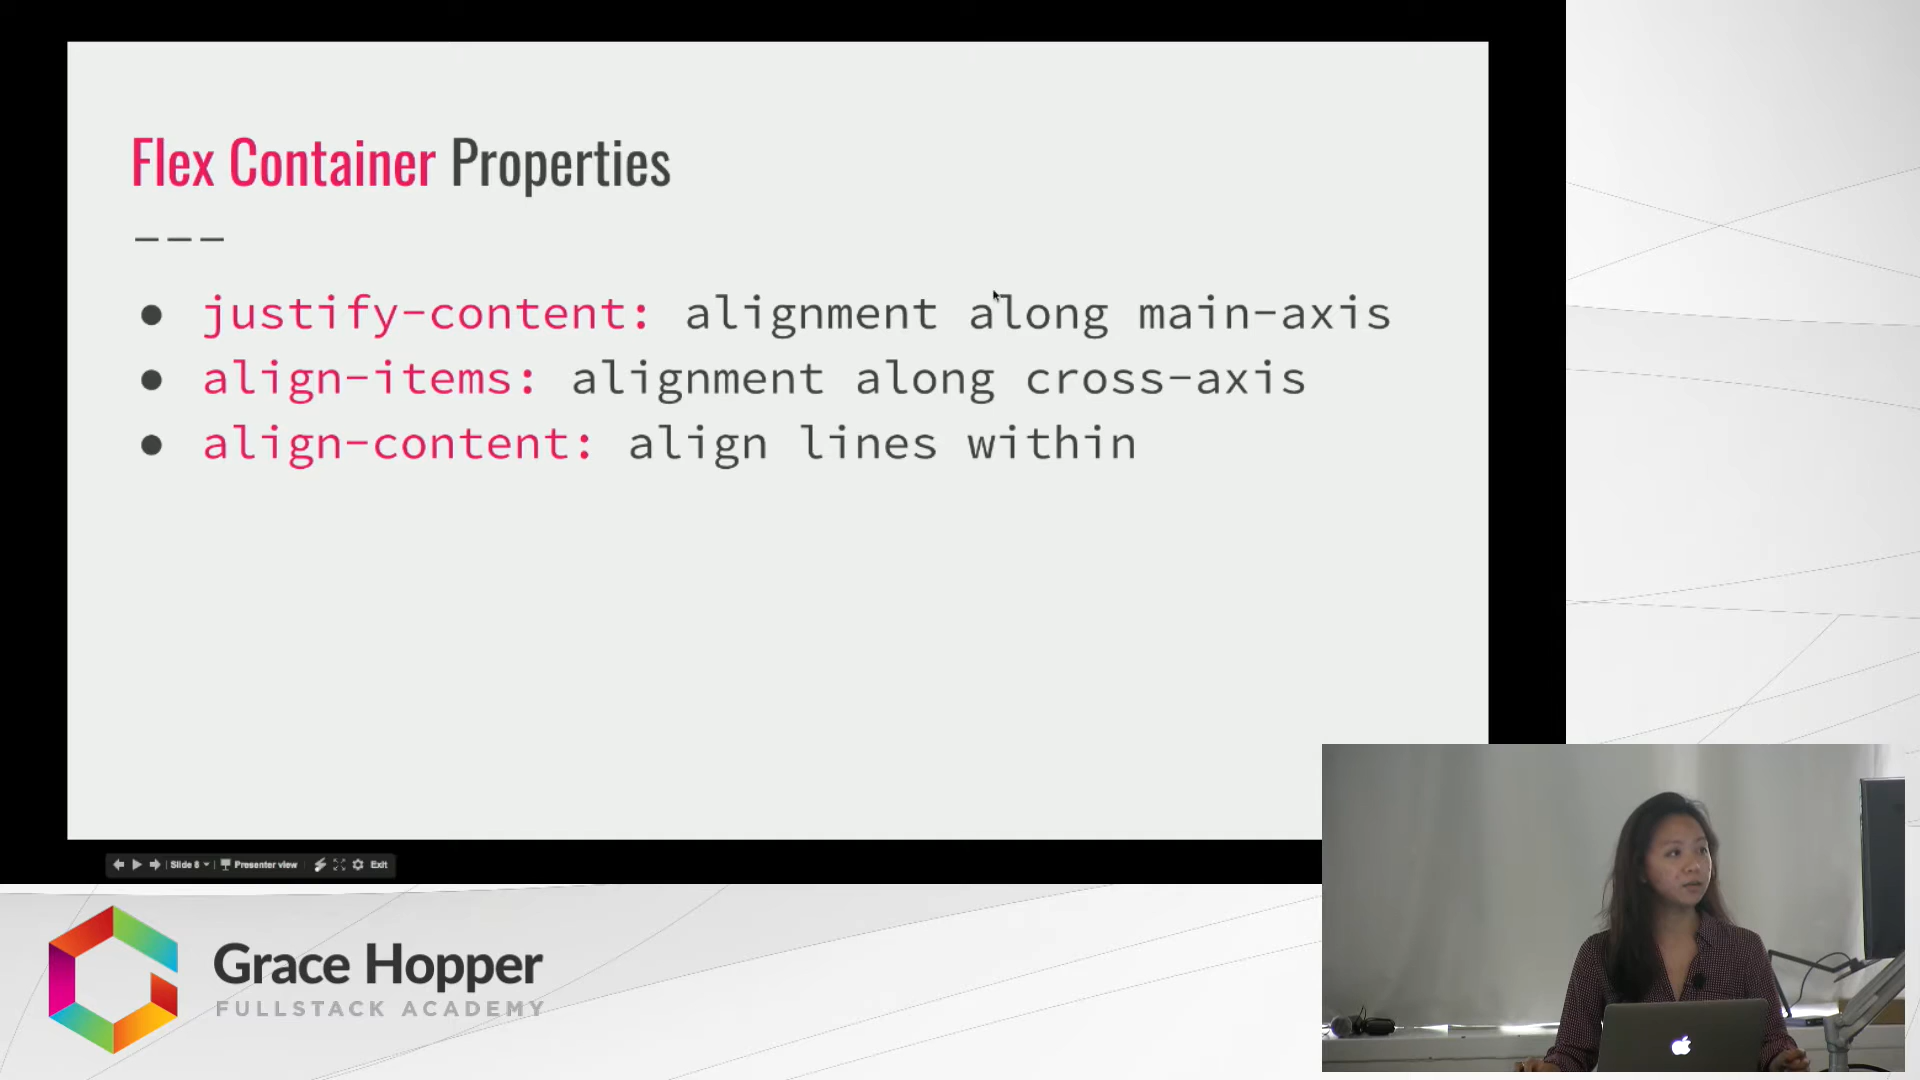 Flex Container Properties
---
● justify-content: alignment along main-axis
● align-items: alignment along cross-axis
● align-content: align lines within
Slide 6 Presenter view Exit
Grace Hopper
FULLSTACK ACADEMY